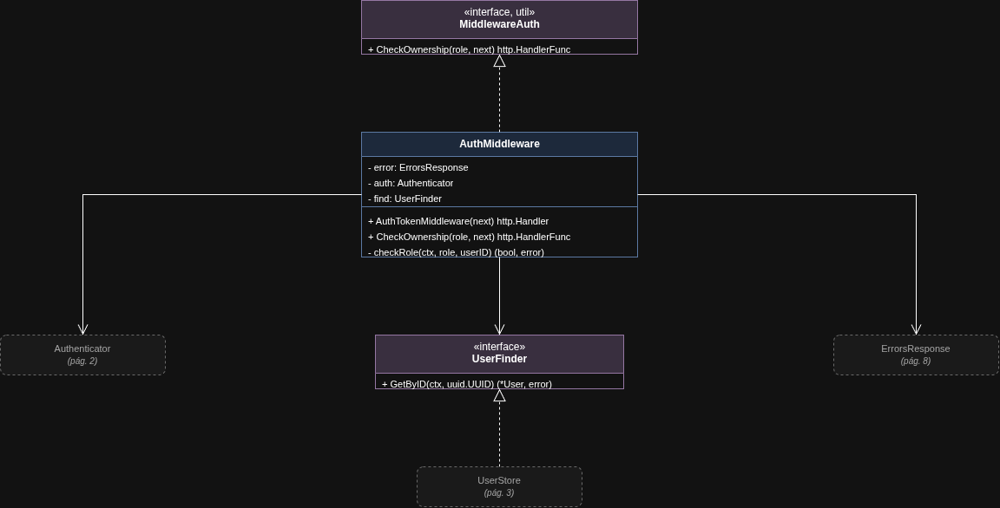 «interface, util»
MiddlewareAuth
+ CheckOwnership(role, next) http.HandlerFunc
AuthMiddleware
- error: ErrorsResponse
- auth: Authenticator
- find: UserFinder
+ AuthTokenMiddleware(next) http.Handler
+ CheckOwnership(role, next) http.HandlerFunc
- checkRole(ctx, role, userID) (bool, error)
Authenticator
(pág. 2)
«interface»
UserFinder
+ GetByID(ctx, uuid.UUID) (*User, error)
ErrorsResponse
(pág. 8)
UserStore
(pág. 3)